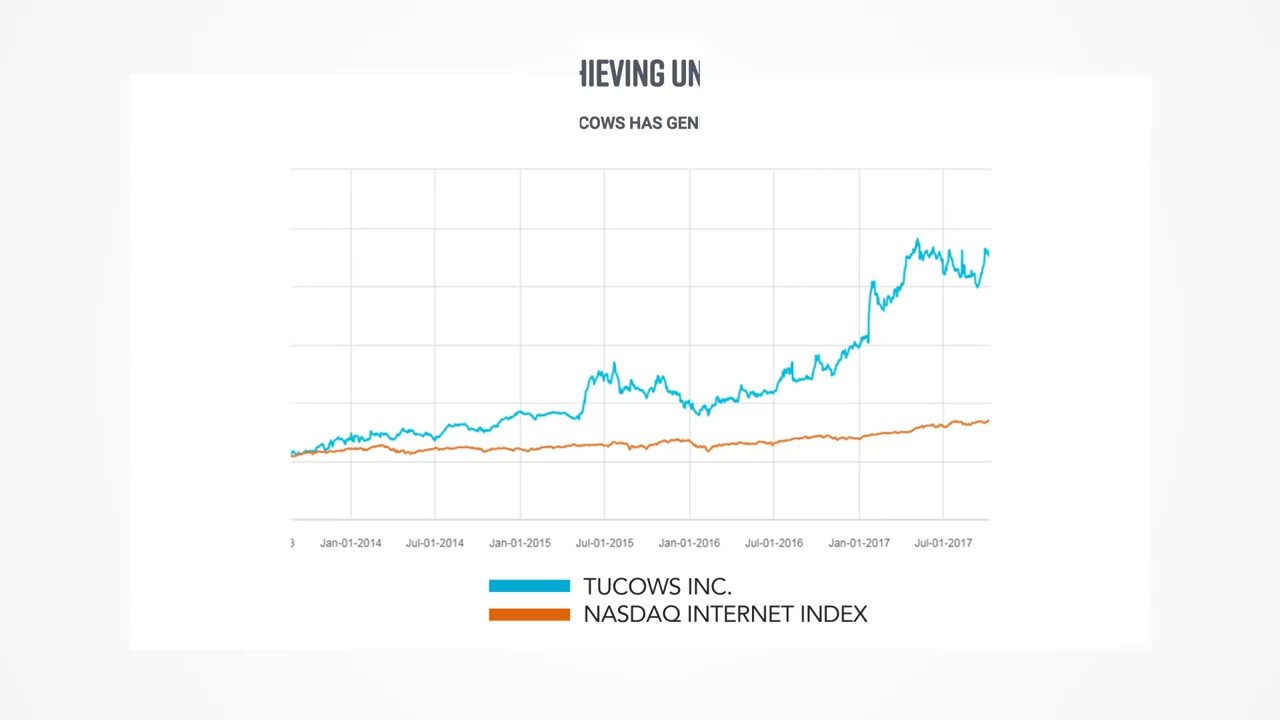 HIEVING UN
COWS HAS GEN
3 Jan-01-2014 Jul-01-2014 Jan-01-2015 Jul-01-2015 Jan-01-2016 Jul-01-2016 Jan-01-2017 Jul-01-2017
TUCOWS INC.
NASDAQ INTERNET INDEX